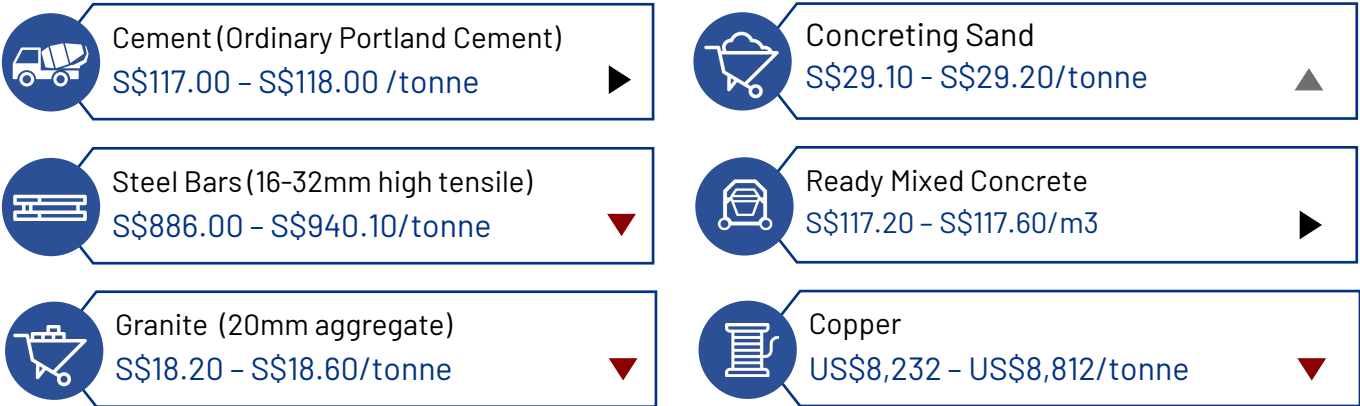 Cement (Ordinary Portland Cement)
S$117.00 – S$118.00 /tonne
Concreting Sand
S$29.10 - S$29.20/tonne
Steel Bars (16-32mm high tensile)
S$886.00 – S$940.10/tonne
Ready Mixed Concrete
S$117.20 – S$117.60/m3
Granite (20mm aggregate)
S$18.20 – S$18.60/tonne
Copper
US$8,232 – US$8,812/tonne